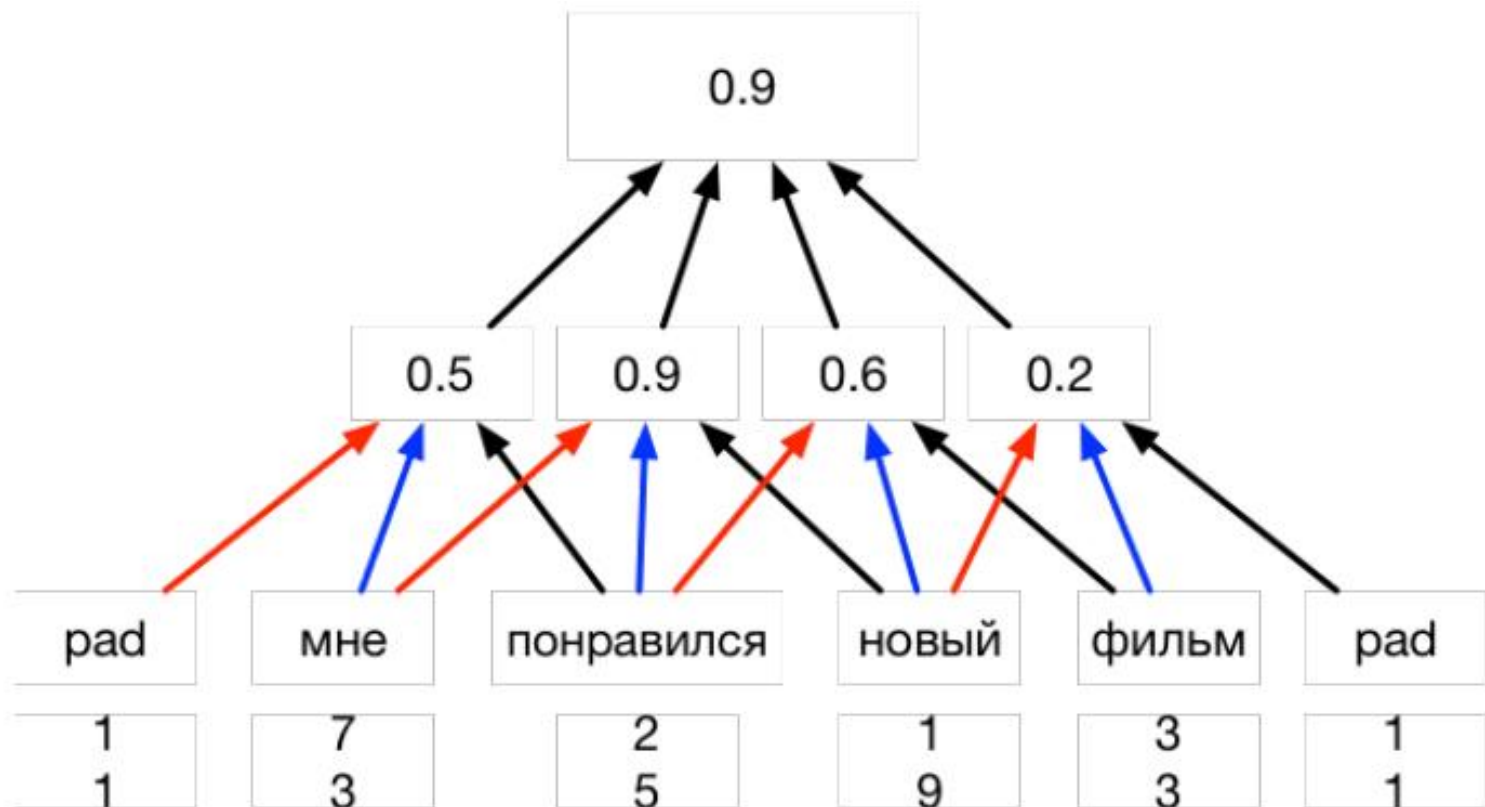 0.9
0.5 0.9 0.6 0.2
pad мне понравился новый фильм pad
1 7 2 1 3 1
1 3 5 9 3 1